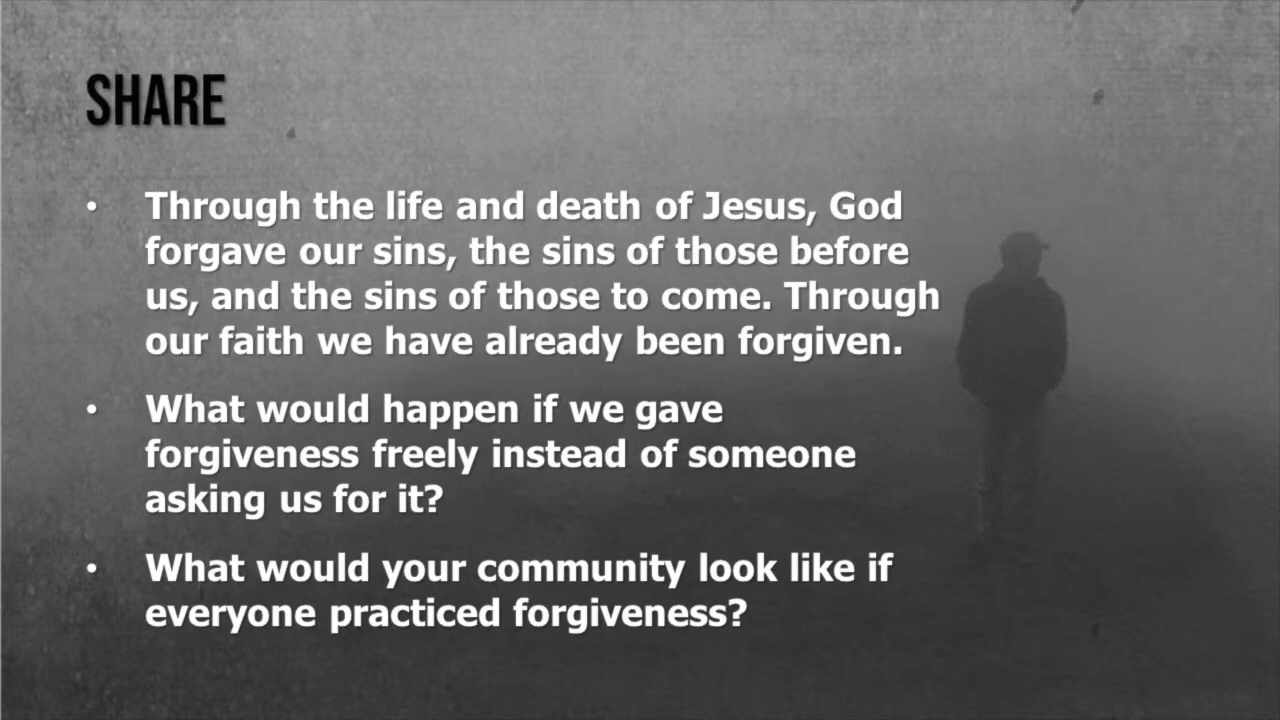 SHARE
• Through the life and death of Jesus, God
forgave our sins, the sins of those before
us, and the sins of those to come. Through
our faith we have already been forgiven.
• What would happen if we gave
forgiveness freely instead of someone
asking us for it?
• What would your community look like if
everyone practiced forgiveness?